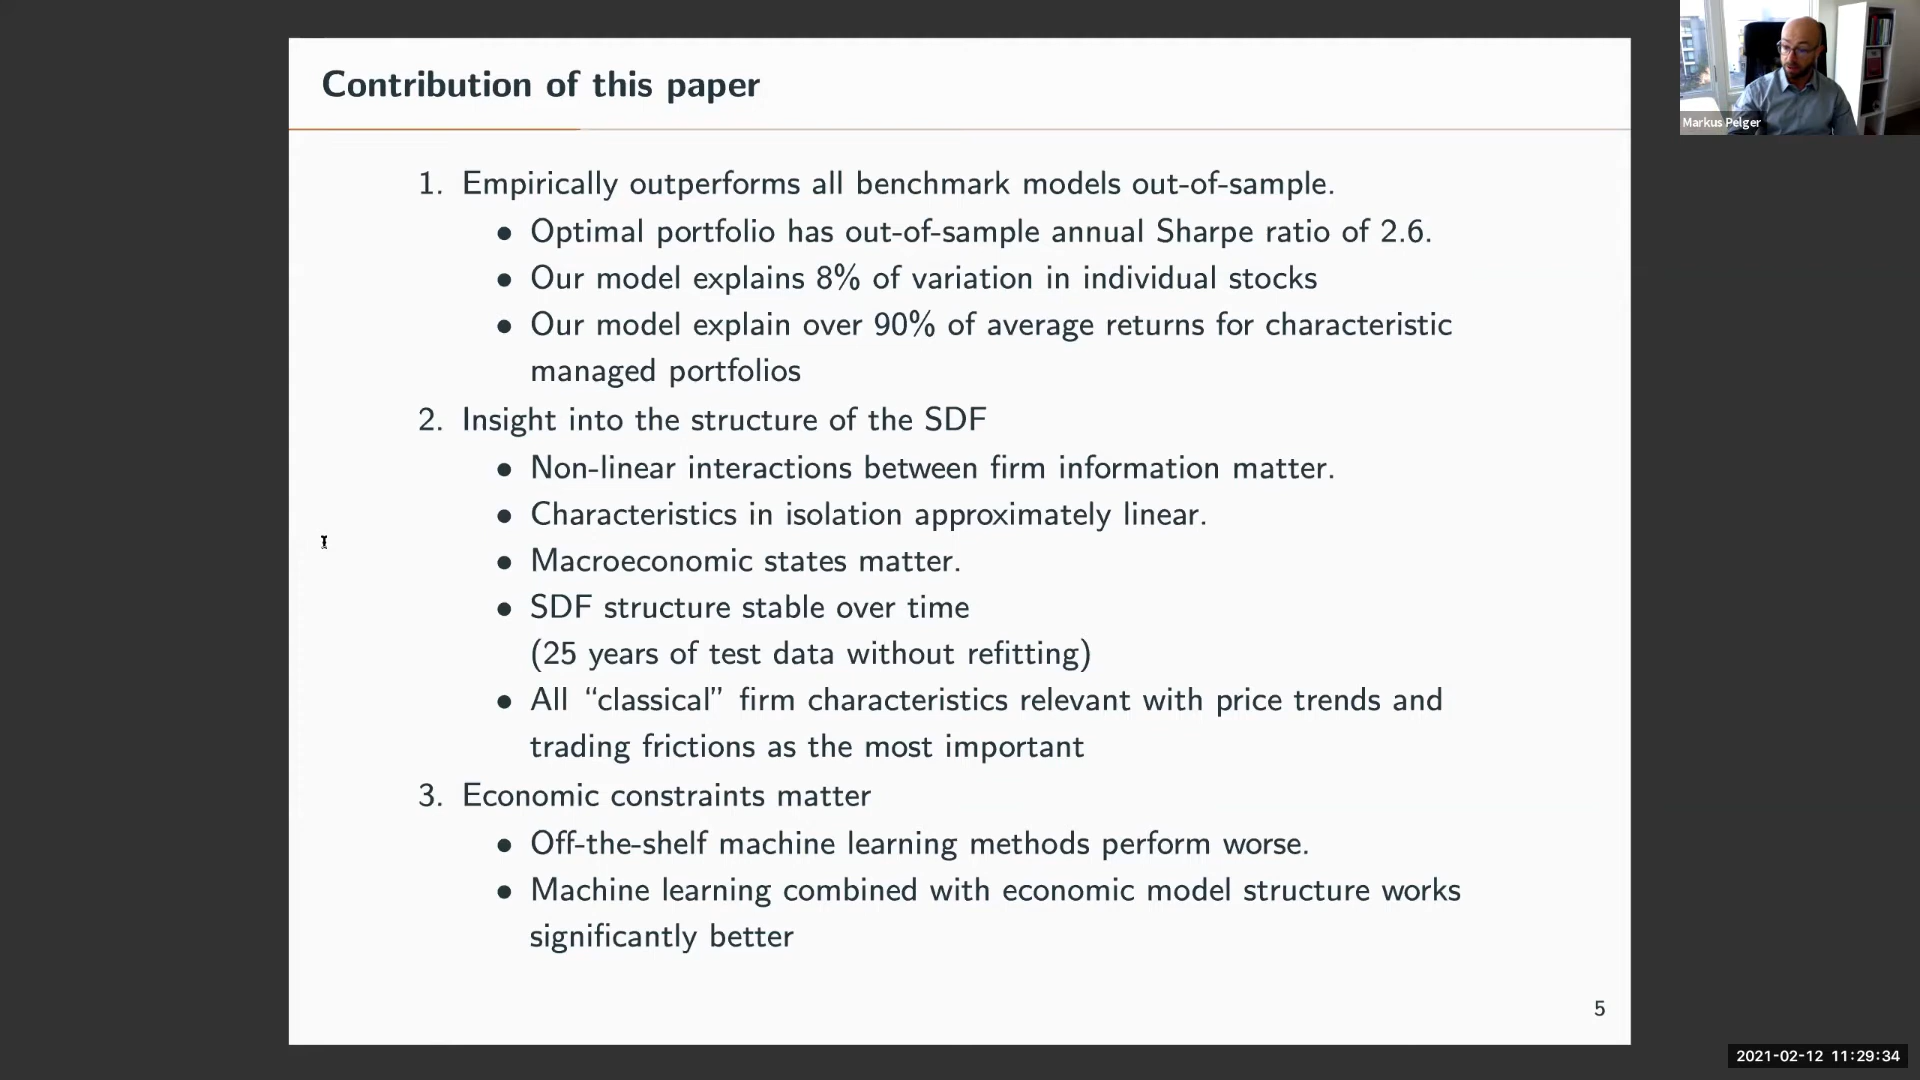 Contribution of this paper
Markus Pelger
1. Empirically outperforms all benchmark models out-of-sample.
• Optimal portfolio has out-of-sample annual Sharpe ratio of 2.6.
• Our model explains 8% of variation in individual stocks
• Our model explain over 90% of average returns for characteristic
managed portfolios
2. Insight into the structure of the SDF
• Non-linear interactions between firm information matter.
• Characteristics in isolation approximately linear.
• Macroeconomic states matter.
• SDF structure stable over time
(25 years of test data without refitting)
• All “classical” firm characteristics relevant with price trends and
trading frictions as the most important
3. Economic constraints matter
• Off-the-shelf machine learning methods perform worse.
• Machine learning combined with economic model structure works
significantly better
5
2021-02-12 11:29:34